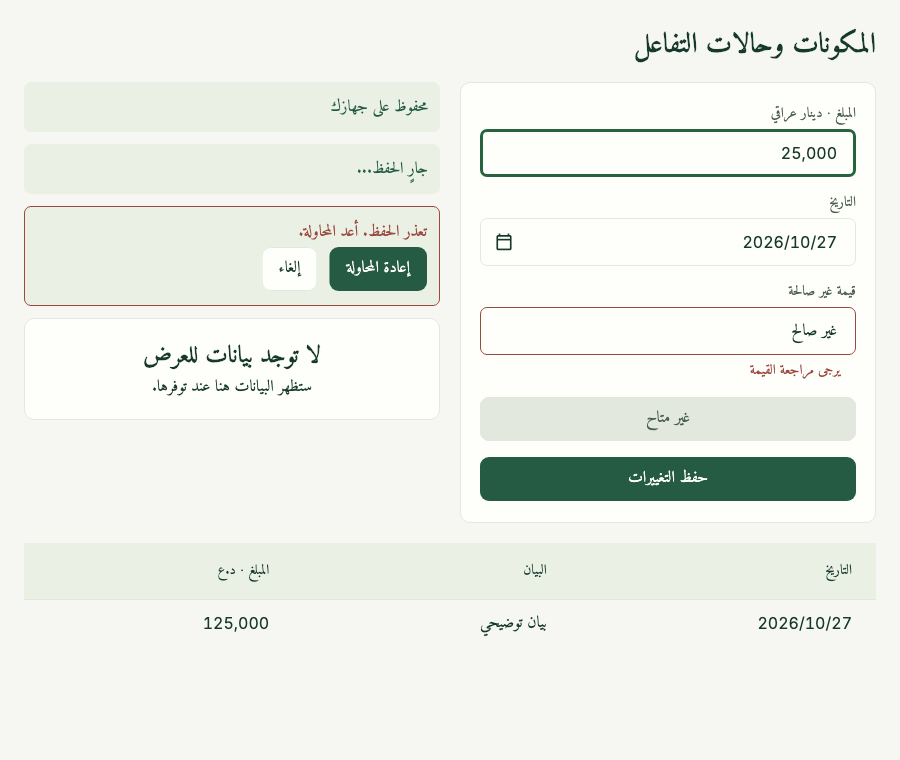 المكونات وحالات التفاعل
المبلغ · دينار عراقي
25,000
التاريخ
2026/10/27
قيمة غير صالحة
غير صالح
يرجى مراجعة القيمة
غير متاح
حفظ التغييرات
محفوظ على جهازك
جارٍ الحفظ...
تعذر الحفظ. أعد المحاولة.
إعادة المحاولة
إلغاء
لا توجد بيانات للعرض
ستظهر البيانات هنا عند توفرها.
التاريخ البيان المبلغ · د.ع
2026/10/27 بيان توضيحي 125,000